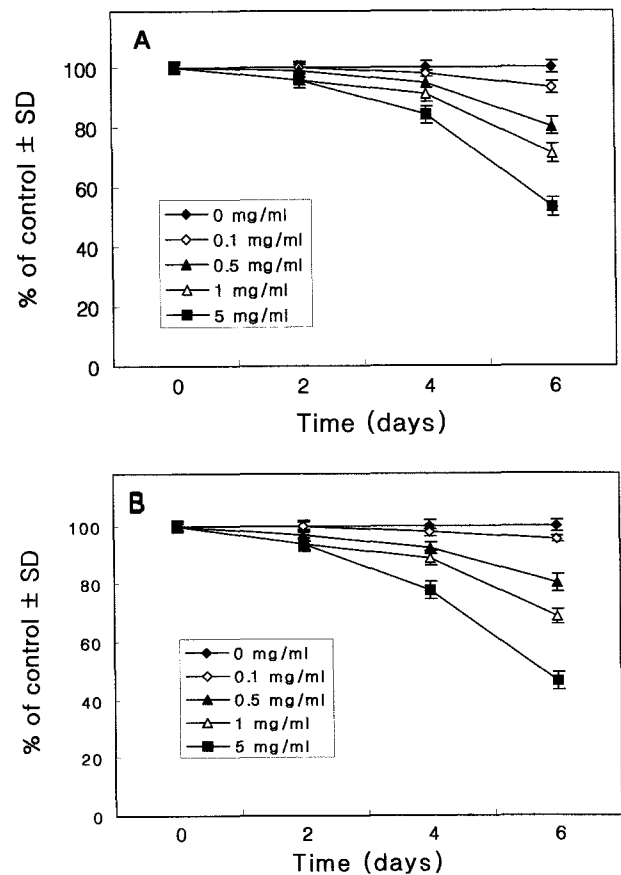 A
100
80
60
40
20
0
% of control ± SD
0 mg/ml
0.1 mg/ml
0.5 mg/ml
1 mg/ml
5 mg/ml
0 2 4 6
Time (days)
B
100
80
60
40
20
0
% of control ± SD
0 mg/ml
0.1 mg/ml
0.5 mg/ml
1 mg/ml
5 mg/ml
0 2 4 6
Time (days)